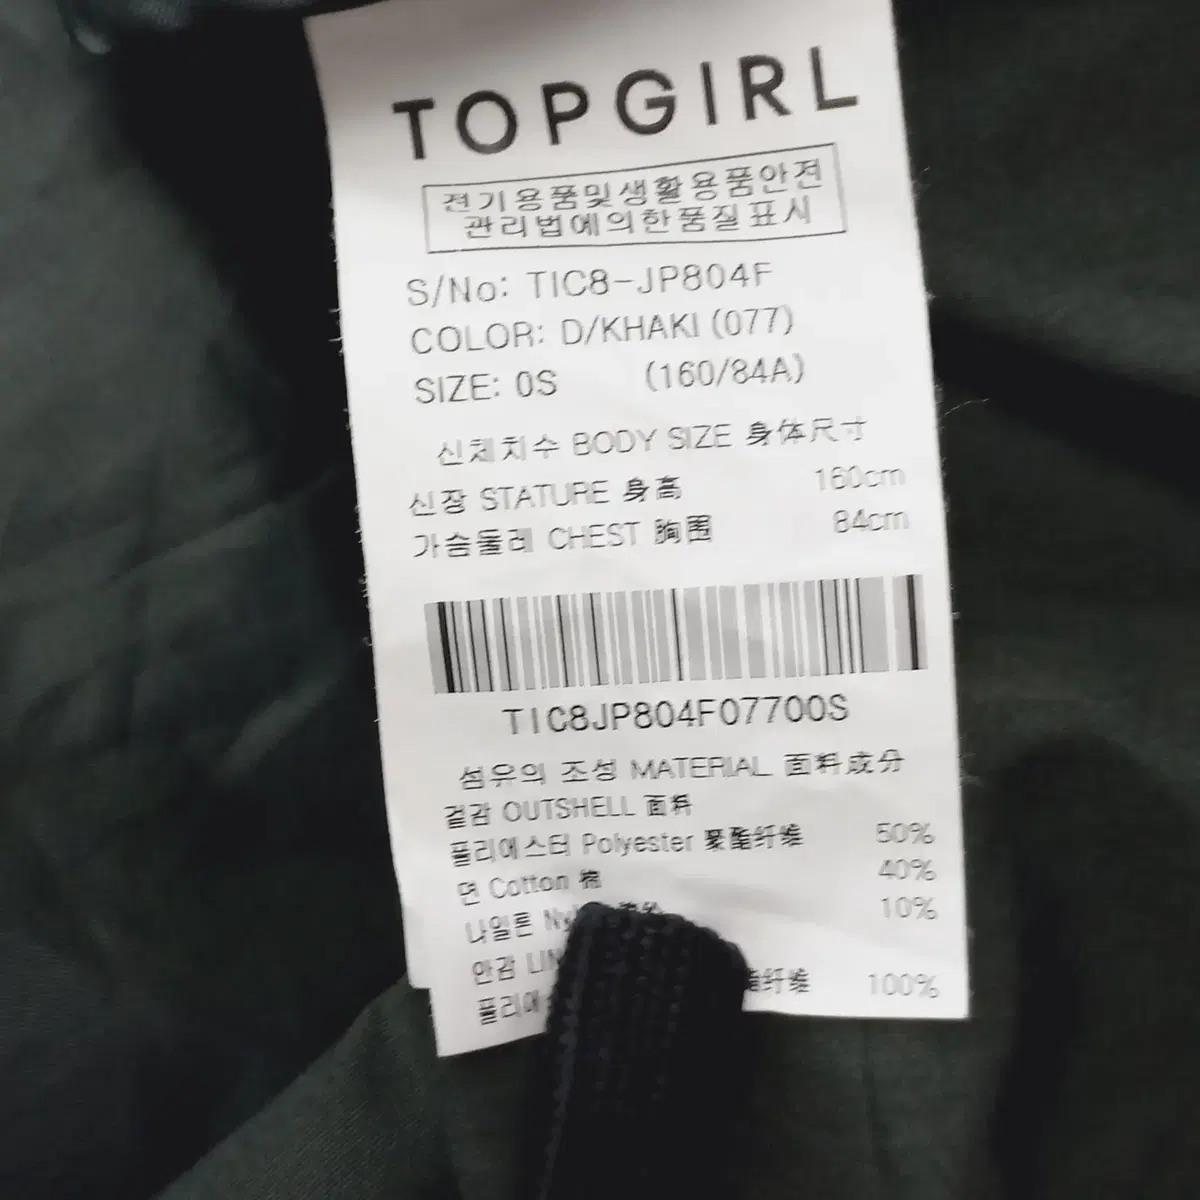 TOPGIRL
전기용품및생활용품안전
관리법에의한품질표시
S/No: TIC8-JP804F
COLOR: D/KHAKI (077)
SIZE: 0S (160/84A)
신체치수 BODY SIZE 身体尺寸
신장 STATURE 身高 160cm
가슴둘레 CHEST 胸围 84cm
TIC8JP804F07700S
섬유의 조성 MATERIAL 面料成分
겉감 OUTSHELL 面料
폴리에스터 Polyester 聚酯纤维 50%
면 Cotton 棉 40%
나일론 10%
안감
纤维 100%